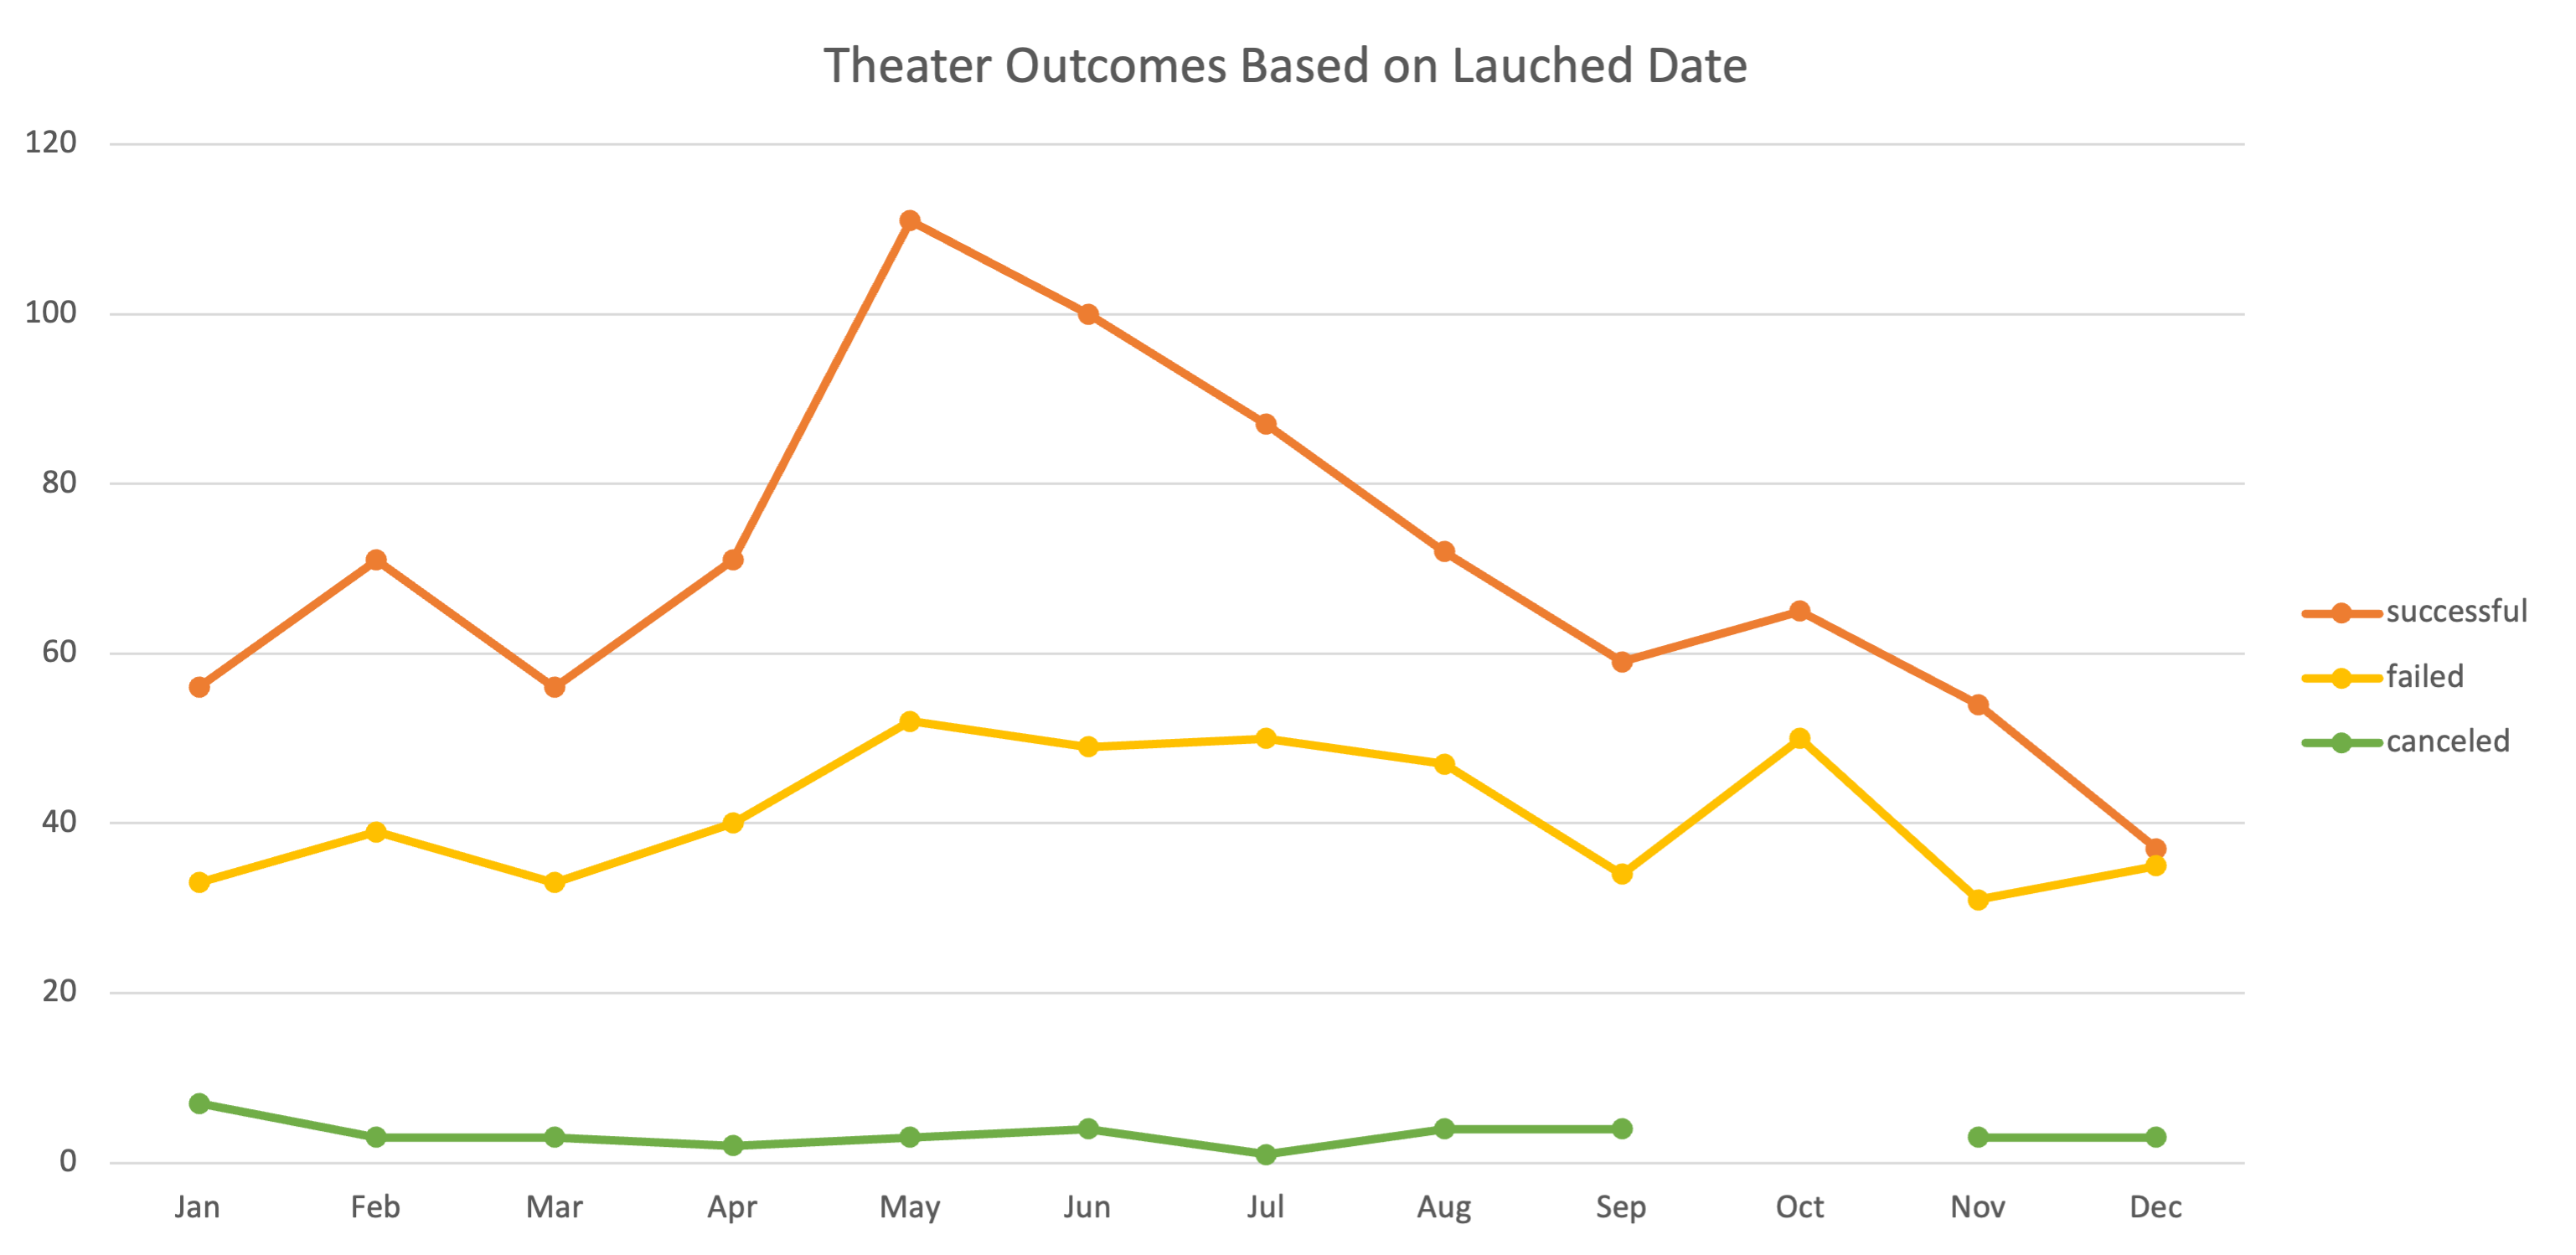 Theater Outcomes Based on Lauched Date
120
100
80
60
40
20
0
Jan Feb Mar Apr May Jun Jul Aug Sep Oct Nov Dec
successful
failed
canceled